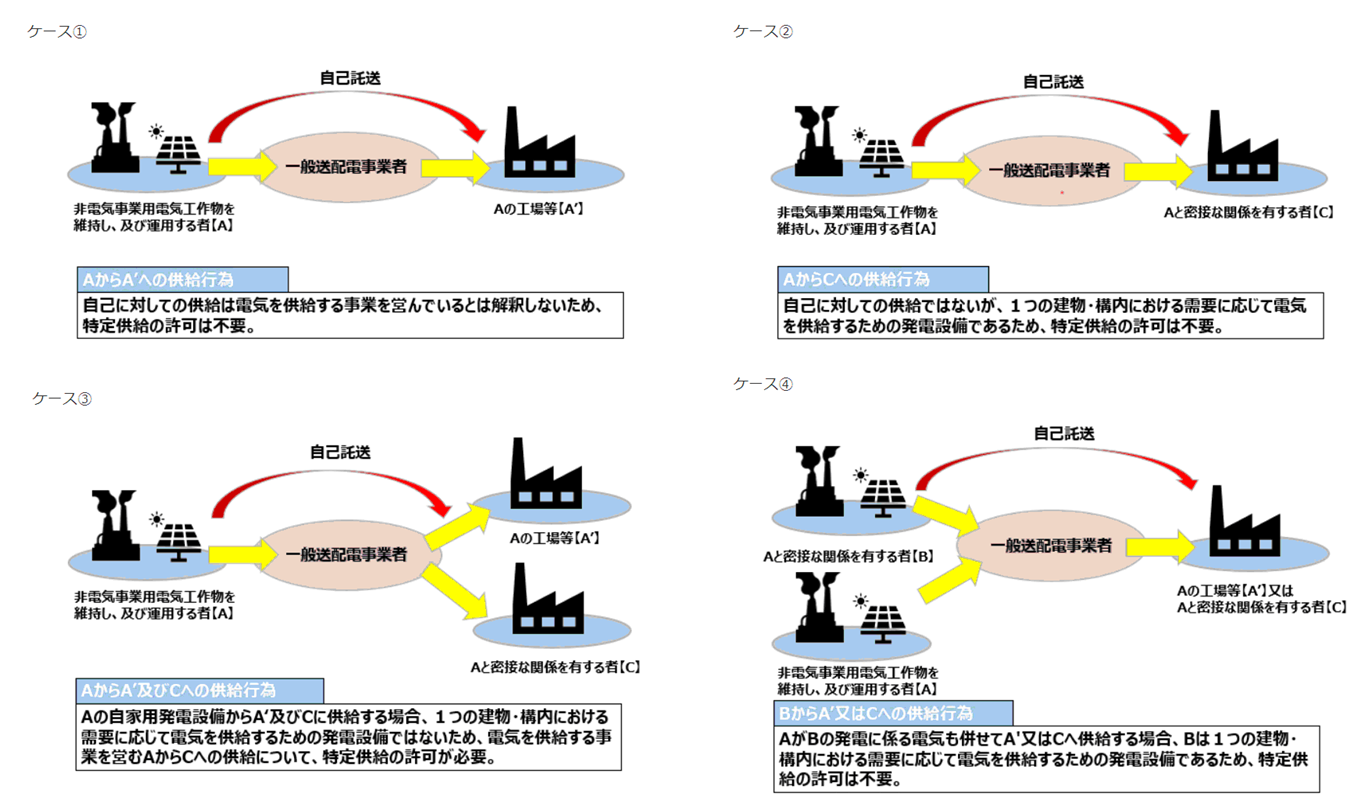 ケース①
自己託送
一般送配電事業者
非電気事業用電気工作物を
維持し、及び運用する者【A】
Aの工場等【A’】
AからA’への供給行為
自己に対しての供給は電気を供給する事業を営んでいるとは解釈しないため、
特定供給の許可は不要。
ケース②
自己託送
一般送配電事業者
非電気事業用電気工作物を
維持し、及び運用する者【A】
Aと密接な関係を有する者【C】
AからCへの供給行為
自己に対しての供給ではないが、１つの建物・構内における需要に応じて電気
を供給するための発電設備であるため、特定供給の許可は不要。
ケース③
自己託送
一般送配電事業者
Aの工場等【A’】
非電気事業用電気工作物を
維持し、及び運用する者【A】
Aと密接な関係を有する者【C】
AからA’及びCへの供給行為
Aの自家用発電設備からA‘及びCに供給する場合、１つの建物・構内における
需要に応じて電気を供給するための発電設備ではないため、電気を供給する事
業を営むAからCへの供給について、特定供給の許可が必要。
ケース④
自己託送
一般送配電事業者
Aと密接な関係を有する者【B】
Aの工場等【A’】又は
Aと密接な関係を有する者【C】
非電気事業用電気工作物を
維持し、及び運用する者【A】
BからA’又はCへの供給行為
AがBの発電に係る電気も併せてA'又はCへ供給する場合、Bは１つの建物・
構内における需要に応じて電気を供給するための発電設備であるため、特定供
給の許可は不要。